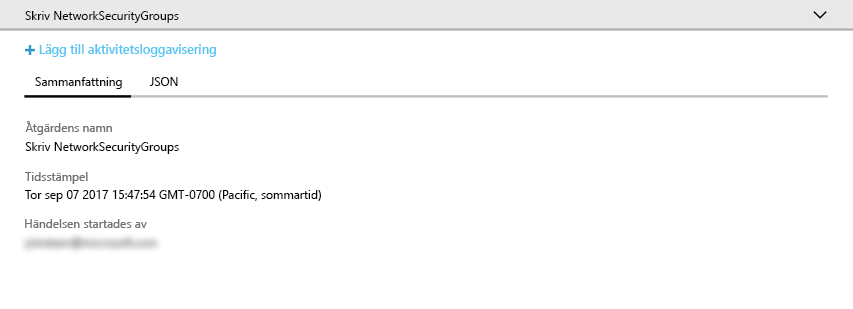 Skriv NetworkSecurityGroups
+ Lägg till aktivitetsloggavisering
Sammanfattning JSON
Åtgärdens namn
Skriv NetworkSecurityGroups
Tidsstämpel
Tor sep 07 2017 15:47:54 GMT-0700 (Pacific, sommartid)
Händelsen startades av